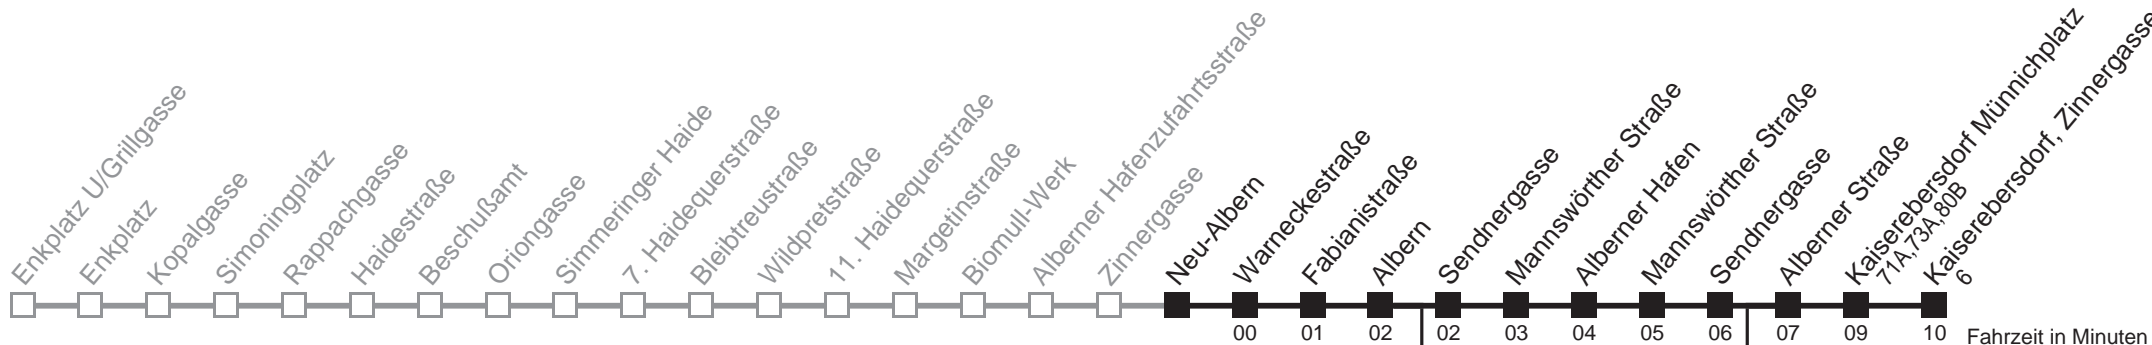 Enkplatz U/Grillgasse
Enkplatz
Kopalgasse
Simoningplatz
Rappachgasse
Haidestraße
Beschußamt
Oriongasse
Simmeringer Haide
7. Haidequerstraße
Bleibtreustraße
Wildpretstraße
11. Haidequerstraße
Margetinstraße
Biomull-Werk
Alberner Hafenzufahrtsstraße
Zinnergasse
Neu-Albern
Warneckestraße
Fabianistraße
Albern
Sendnergasse
Mannswörther Straße
Alberner Hafen
Mannswörther Straße
Sendnergasse
Alberner Straße
Kaiserebersdorf Münnichplatz
71A,73A,80B
Kaiserebersdorf, Zinnergasse
6
00 01 02 02 03 04 05 06 07 09 10 Fahrzeit in Minuten